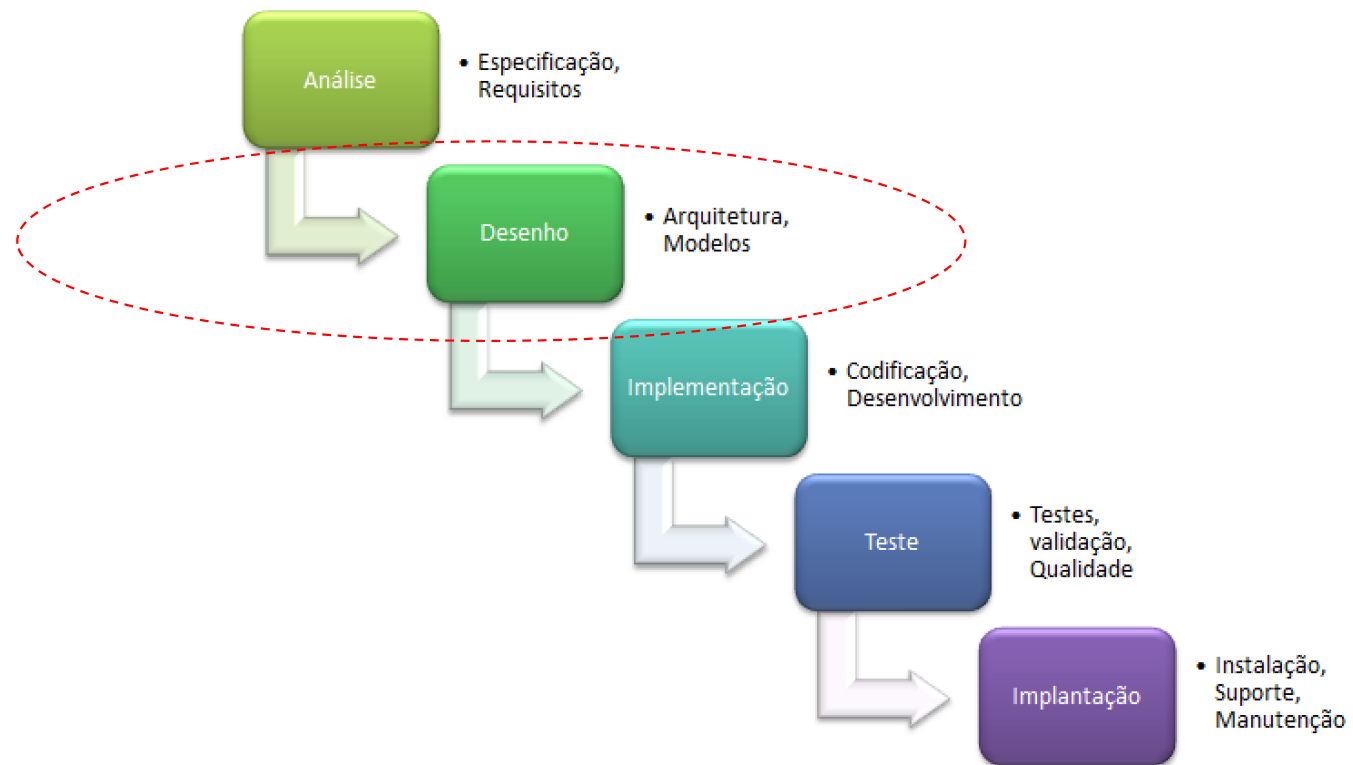 Análise
• Especificação,
Requisitos
Desenho
• Arquitetura,
Modelos
Implementação
• Codificação,
Desenvolvimento
Teste
• Testes,
validação,
Qualidade
Implantação
• Instalação,
Suporte,
Manutenção